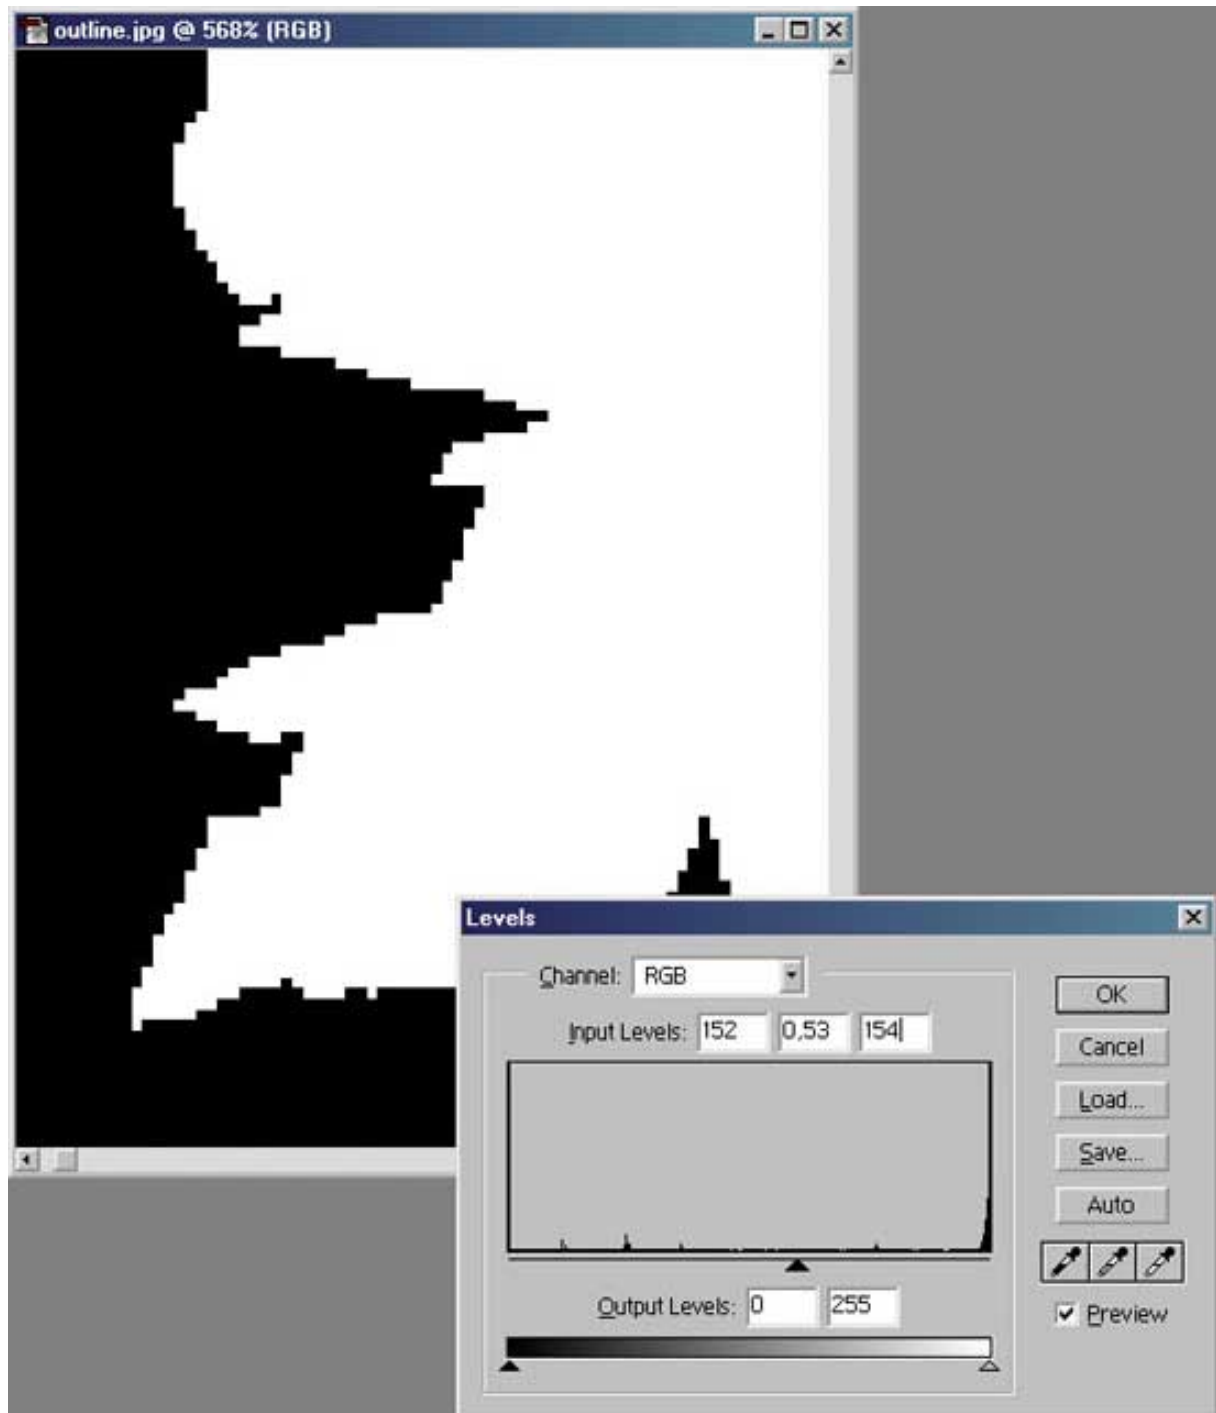 outline.jpg @ 568% (RGB)
Levels
Channel: RGB
Input Levels: 152 0,53 154
Output Levels: 0 255
OK
Cancel
Load...
Save...
Auto
Preview